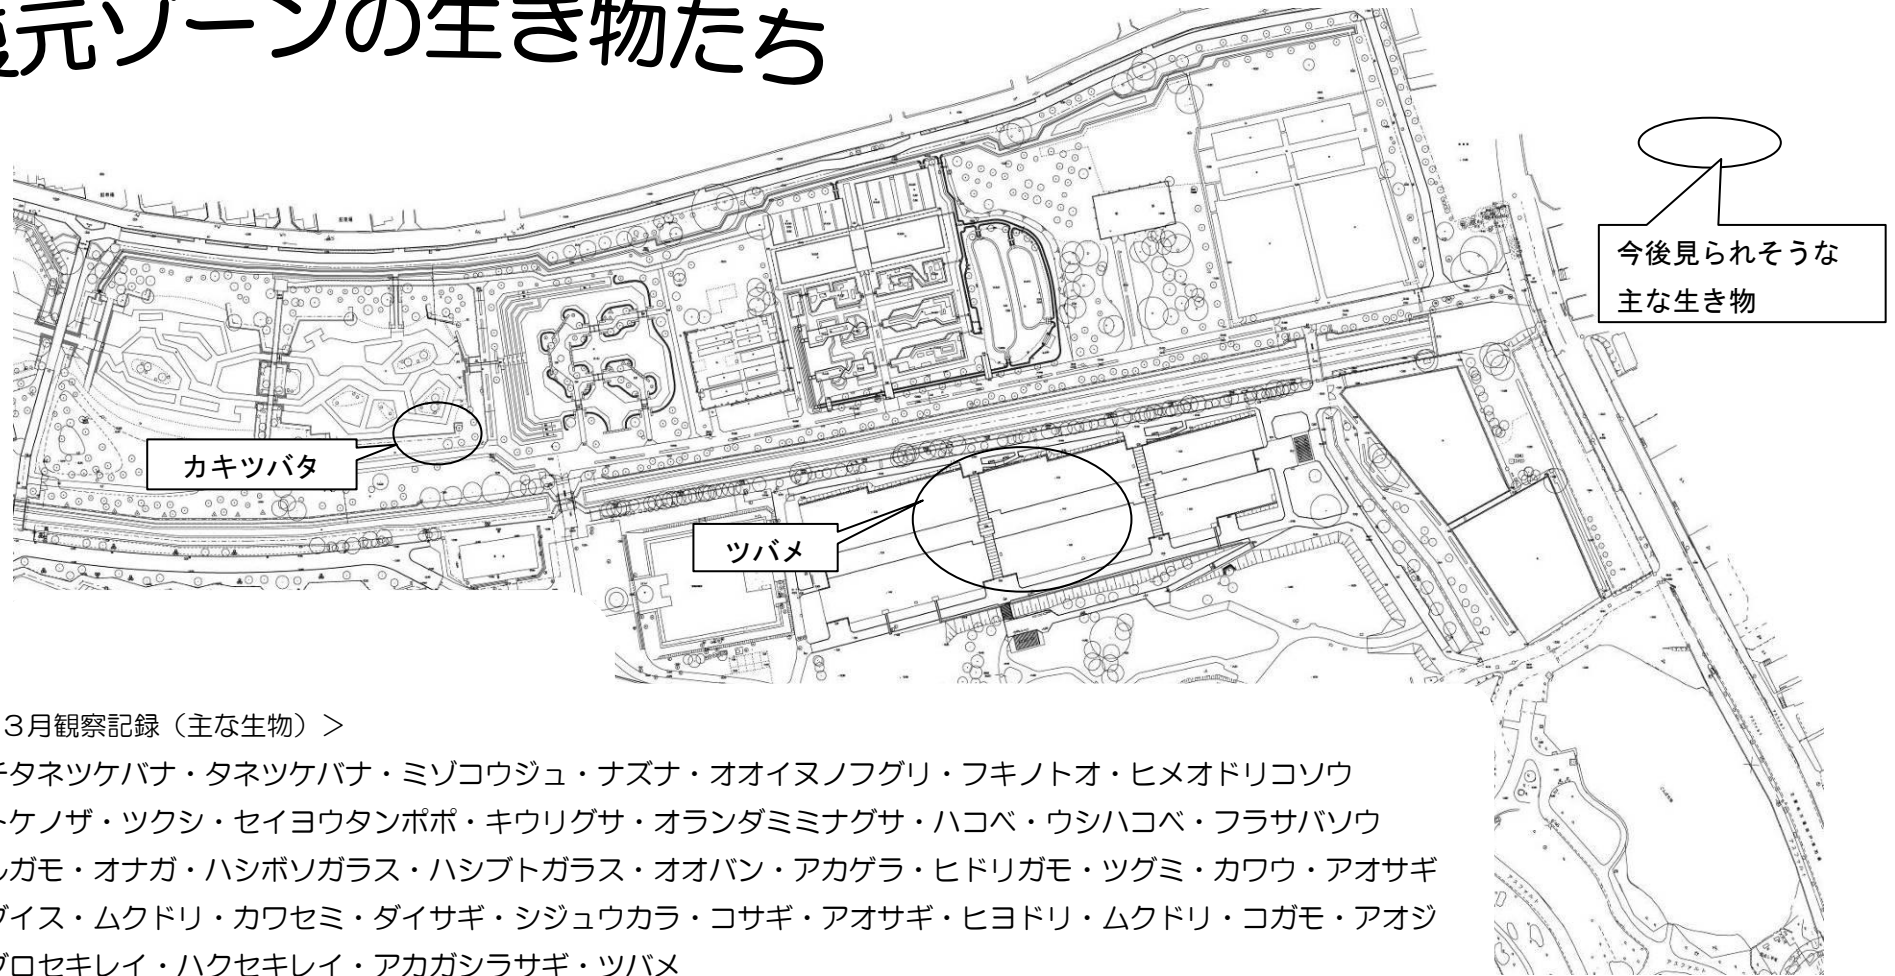 元ゾーンの生き物たち
今後見られそうな
主な生き物
カキツバタ
ツバメ
３月観察記録（主な生物）＞
タネツケバナ・タネツケバナ・ミゾコウジュ・ナズナ・オオイヌノフグリ・フキノトオ・ヒメオドリコソウ
トケノザ・ツクシ・セイヨウタンポポ・キウリグサ・オランダミミナグサ・ハコベ・ウシハコベ・フラサバソウ
ルガモ・オナガ・ハシボソガラス・ハシブトガラス・オオバン・アカゲラ・ヒドリガモ・ツグミ・カワウ・アオサギ
グイス・ムクドリ・カワセミ・ダイサギ・シジュウカラ・コサギ・アオサギ・ヒヨドリ・ムクドリ・コガモ・アオジ
グロセキレイ・ハクセキレイ・アカガシラサギ・ツバメ